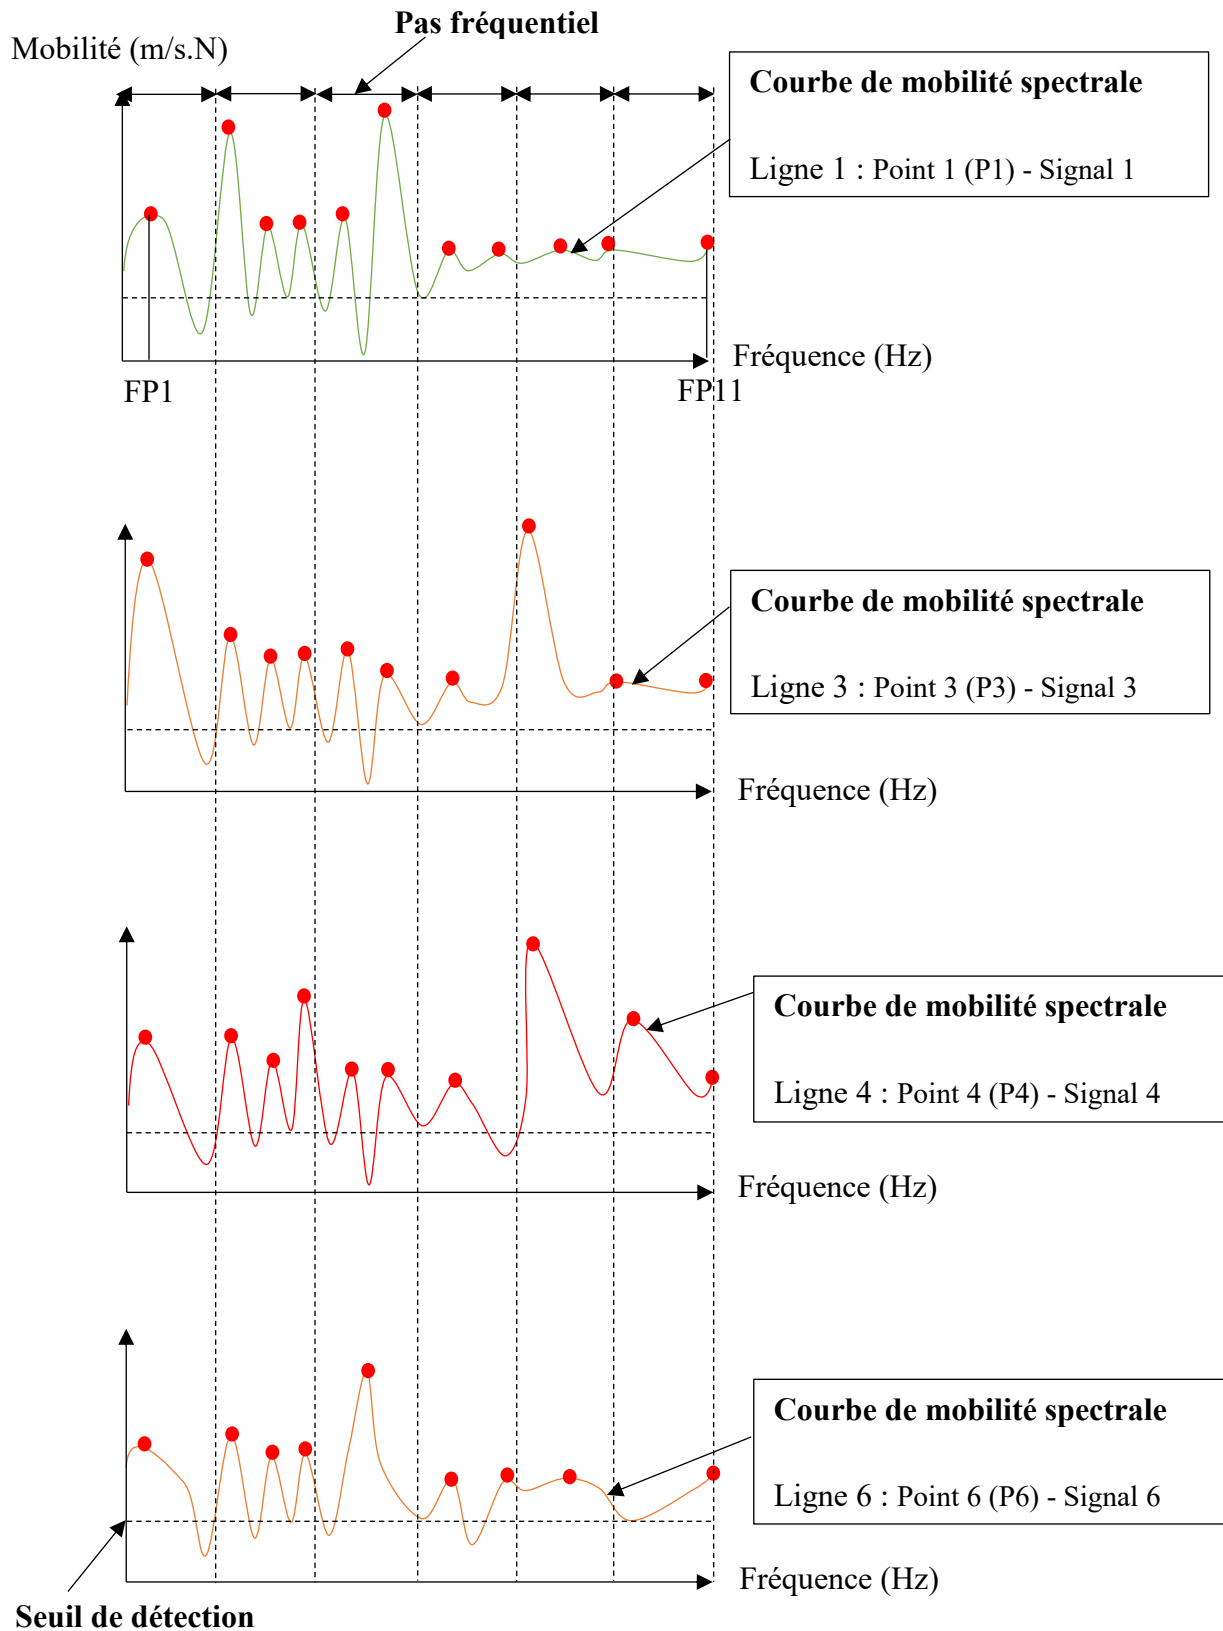 Pas fréquentiel
Mobilité (m/s.N)
Courbe de mobilité spectrale
Ligne 1 : Point 1 (P1) - Signal 1
Fréquence (Hz)
FP1
FP11
Courbe de mobilité spectrale
Ligne 3 : Point 3 (P3) - Signal 3
Fréquence (Hz)
Courbe de mobilité spectrale
Ligne 4 : Point 4 (P4) - Signal 4
Fréquence (Hz)
Courbe de mobilité spectrale
Ligne 6 : Point 6 (P6) - Signal 6
Fréquence (Hz)
Seuil de détection